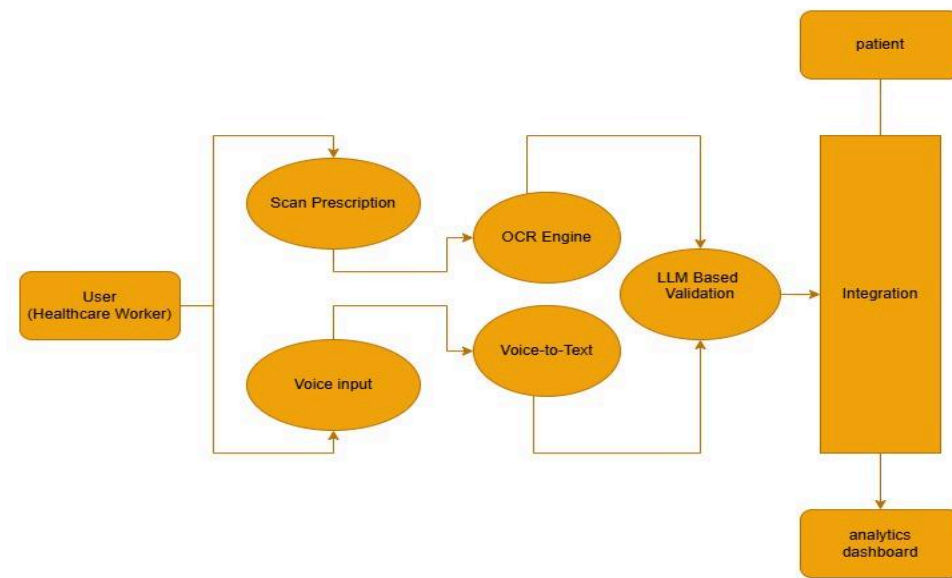 patient
Scan Prescription
OCR Engine
User
(Healthcare Worker)
LLM Based
Validation
Integration
Voice input
Voice-to-Text
analytics
dashboard